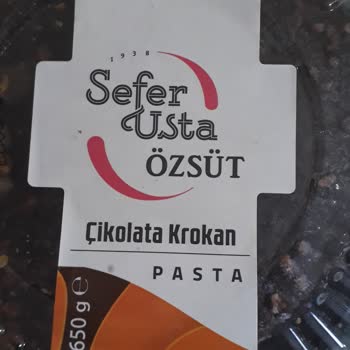 1938
Sefer
Usta
ÖZSÜT
Çikolata Krokan
PASTA
650 g ℮